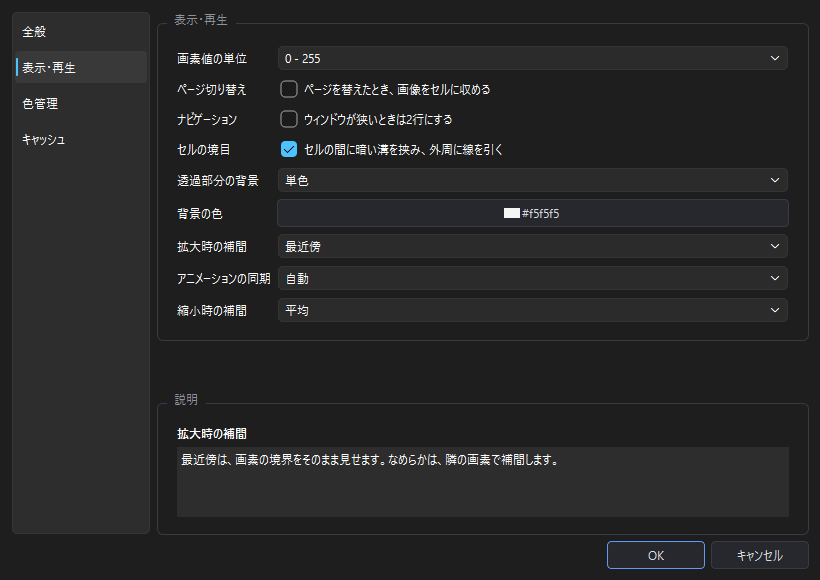 全般
表示・再生
色管理
キャッシュ
表示・再生
画素値の単位
0 - 255
ページ切り替え
ページを替えたとき、画像をセルに収める
ナビゲーション
ウィンドウが狭いときは2行にする
セルの境目
セルの間に暗い溝を挟み、外周に線を引く
透過部分の背景
単色
背景の色
#f5f5f5
拡大時の補間
最近傍
アニメーションの同期
自動
縮小時の補間
平均
説明
拡大時の補間
最近傍は、画素の境界をそのまま見せます。なめらかは、隣の画素で補間します。
OK
キャンセル